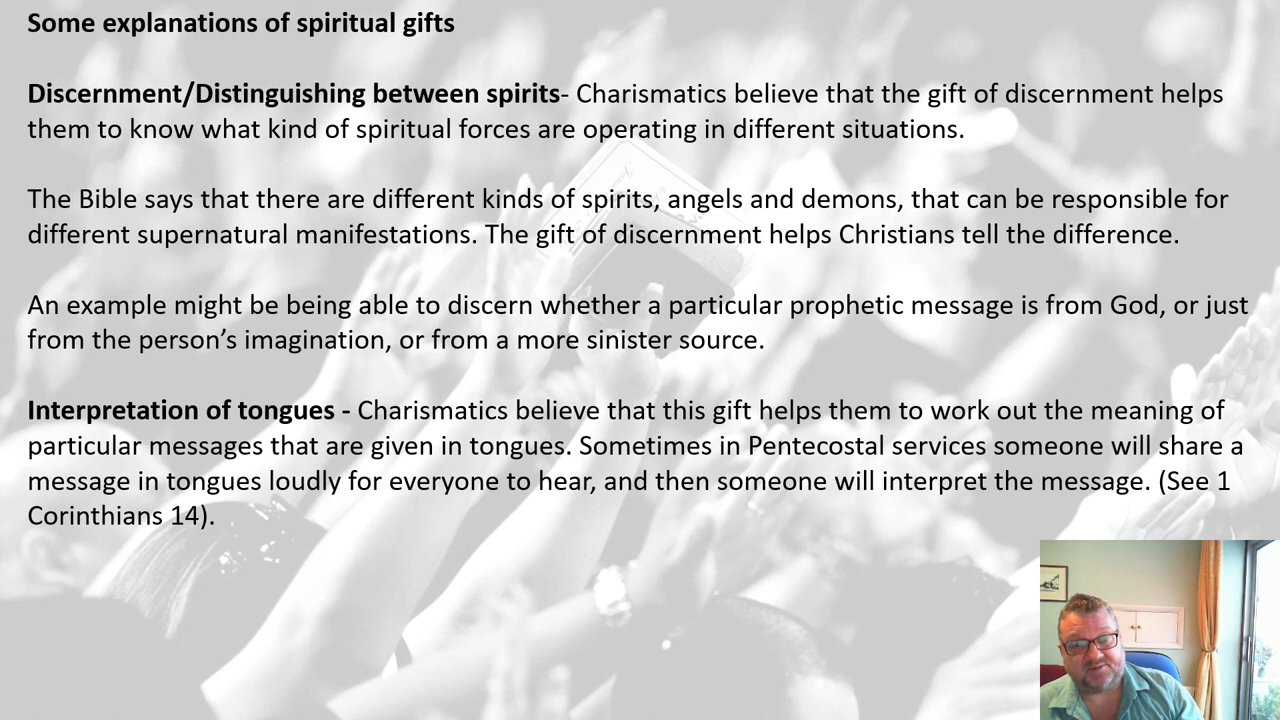 Some explanations of spiritual gifts
Discernment/Distinguishing between spirits- Charismatics believe that the gift of discernment helps
them to know what kind of spiritual forces are operating in different situations.
The Bible says that there are different kinds of spirits, angels and demons, that can be responsible for
different supernatural manifestations. The gift of discernment helps Christians tell the difference.
An example might be being able to discern whether a particular prophetic message is from God, or just
from the person’s imagination, or from a more sinister source.
Interpretation of tongues - Charismatics believe that this gift helps them to work out the meaning of
particular messages that are given in tongues. Sometimes in Pentecostal services someone will share a
message in tongues loudly for everyone to hear, and then someone will interpret the message. (See 1
Corinthians 14).